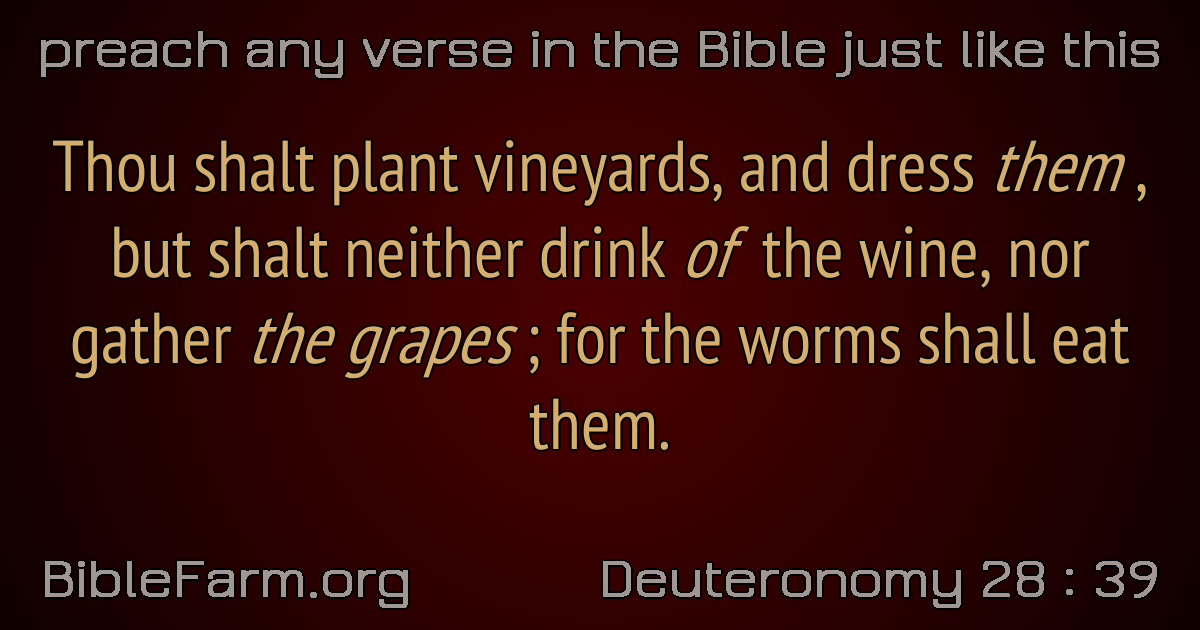 preach any verse in the Bible just like this
Thou shalt plant vineyards, and dress them ,
but shalt neither drink of the wine, nor
gather the grapes ; for the worms shall eat
them.
BibleFarm.org
Deuteronomy 28 : 39